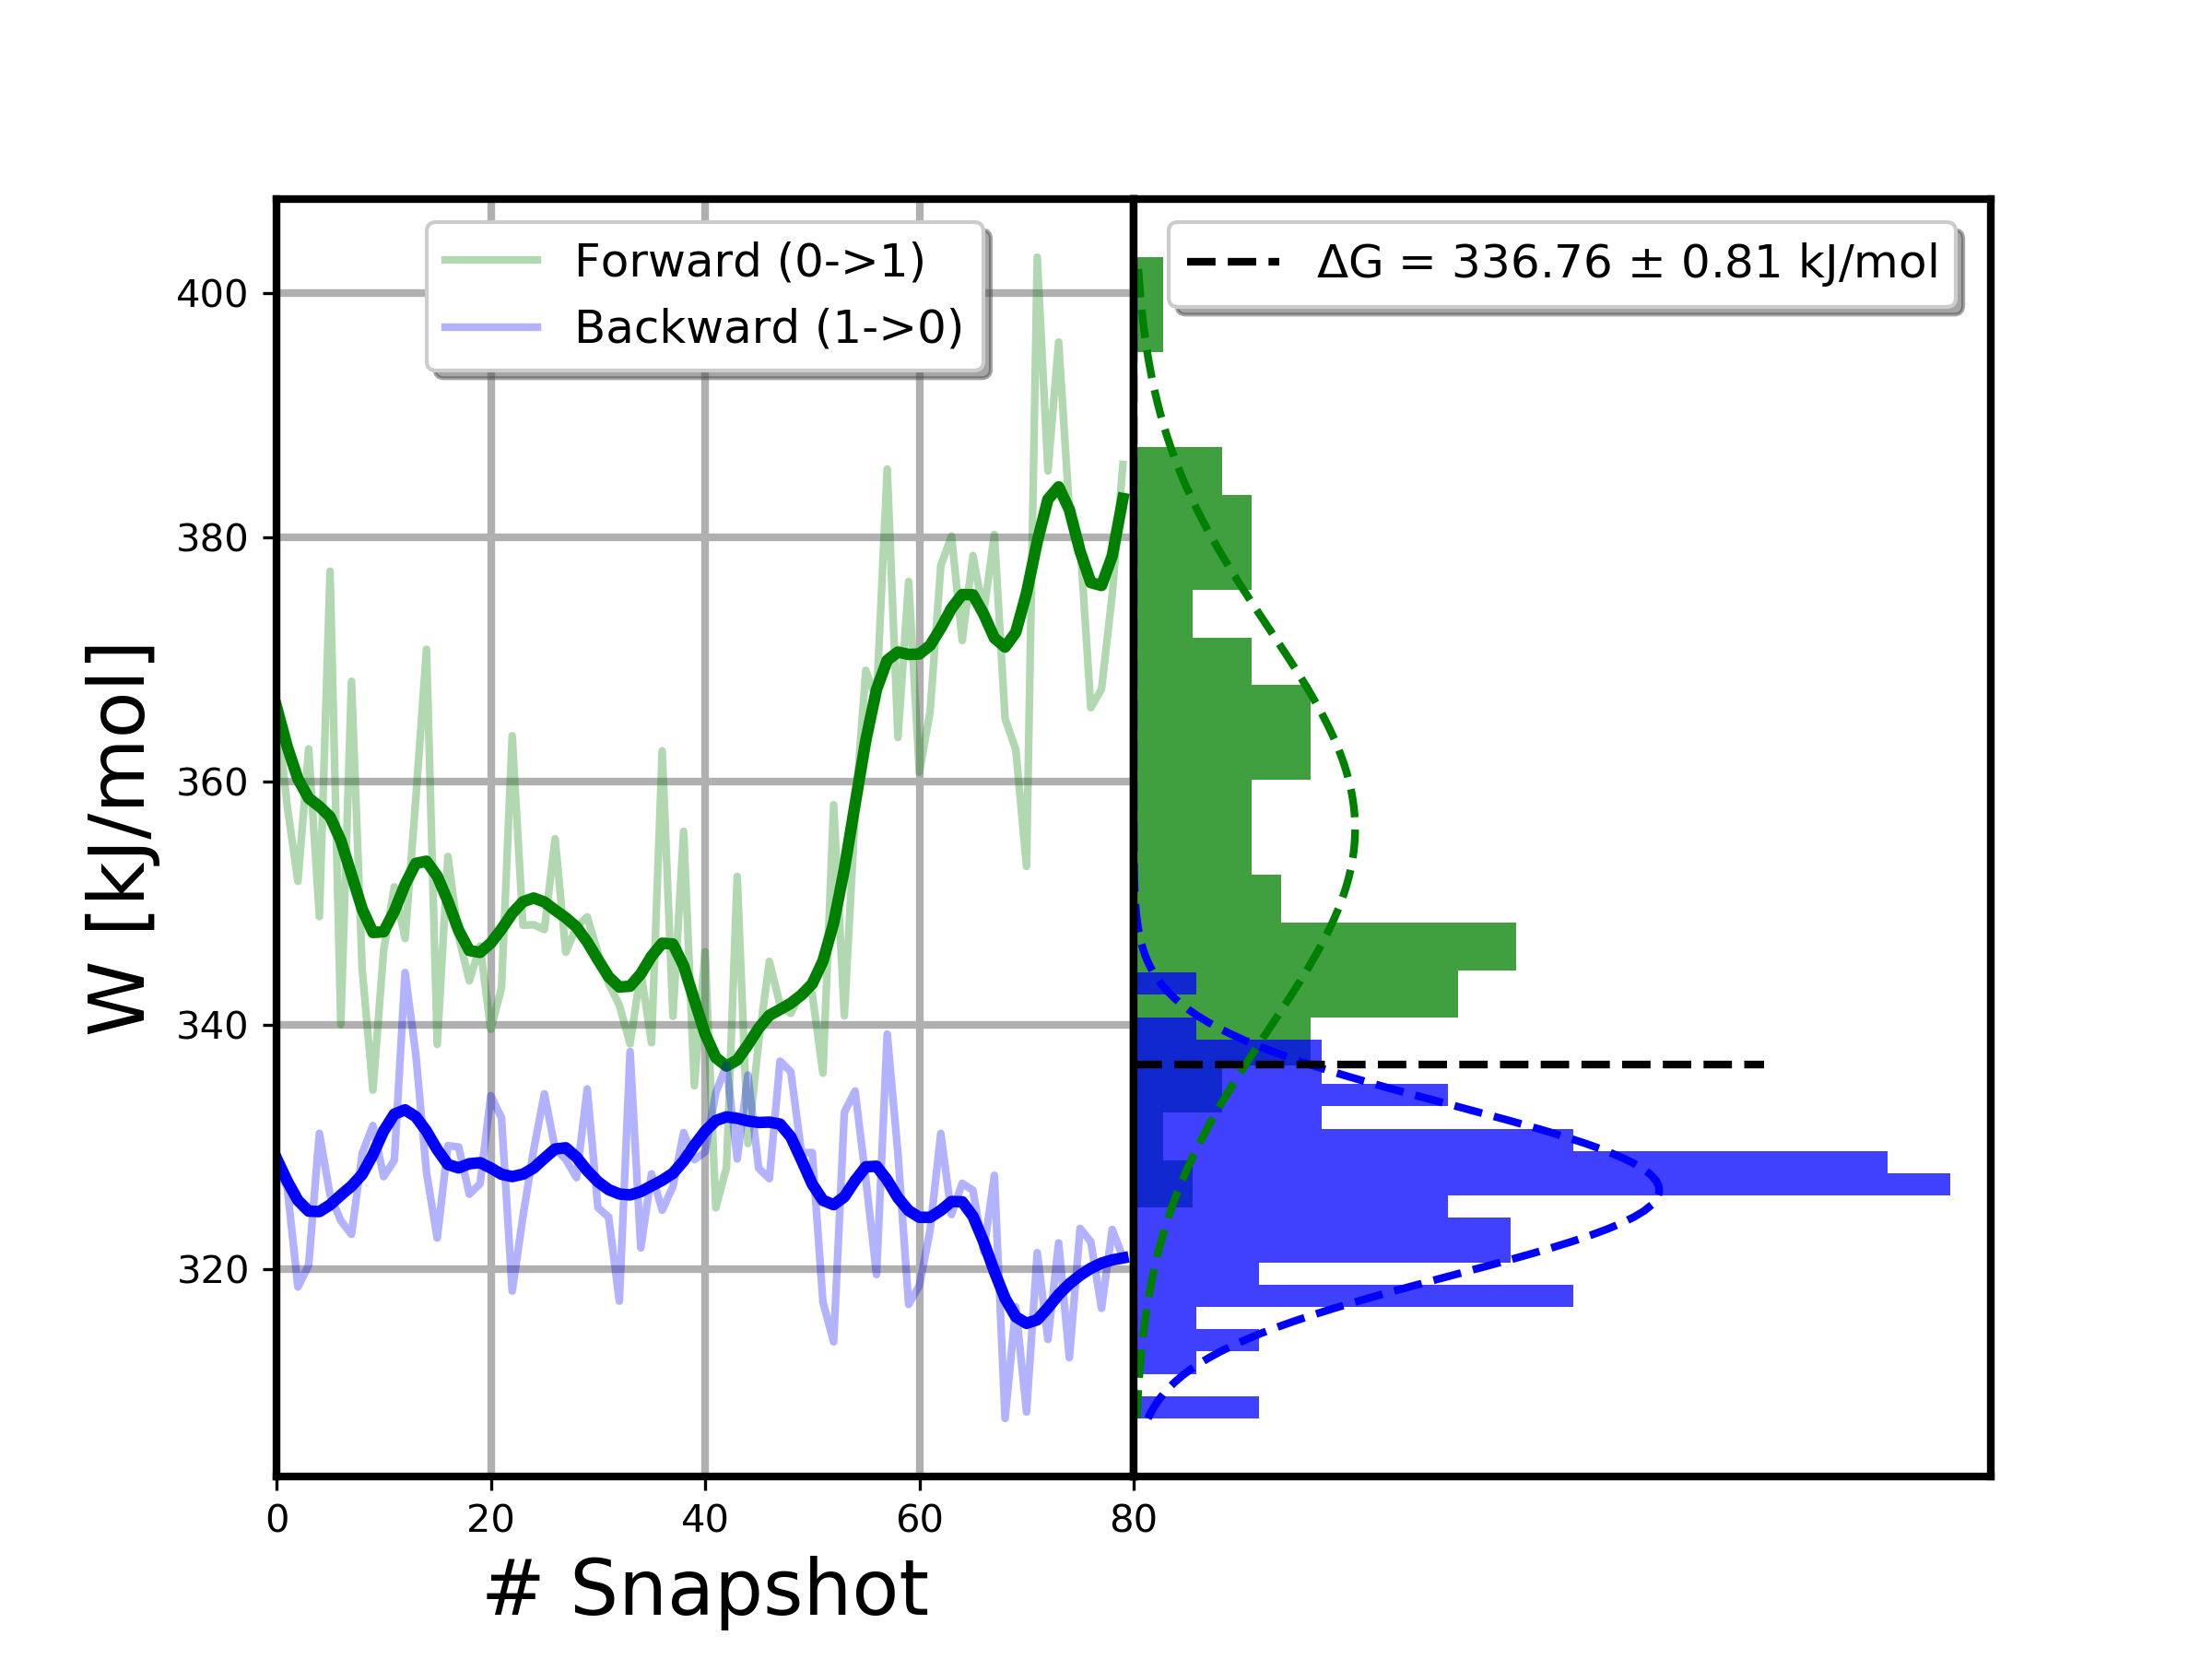 Forward (0->1)
Backward (1->0)
ΔG = 336.76 ± 0.81 kJ/mol
W [kJ/mol]
400
380
360
340
320
0
20
40
60
80
# Snapshot